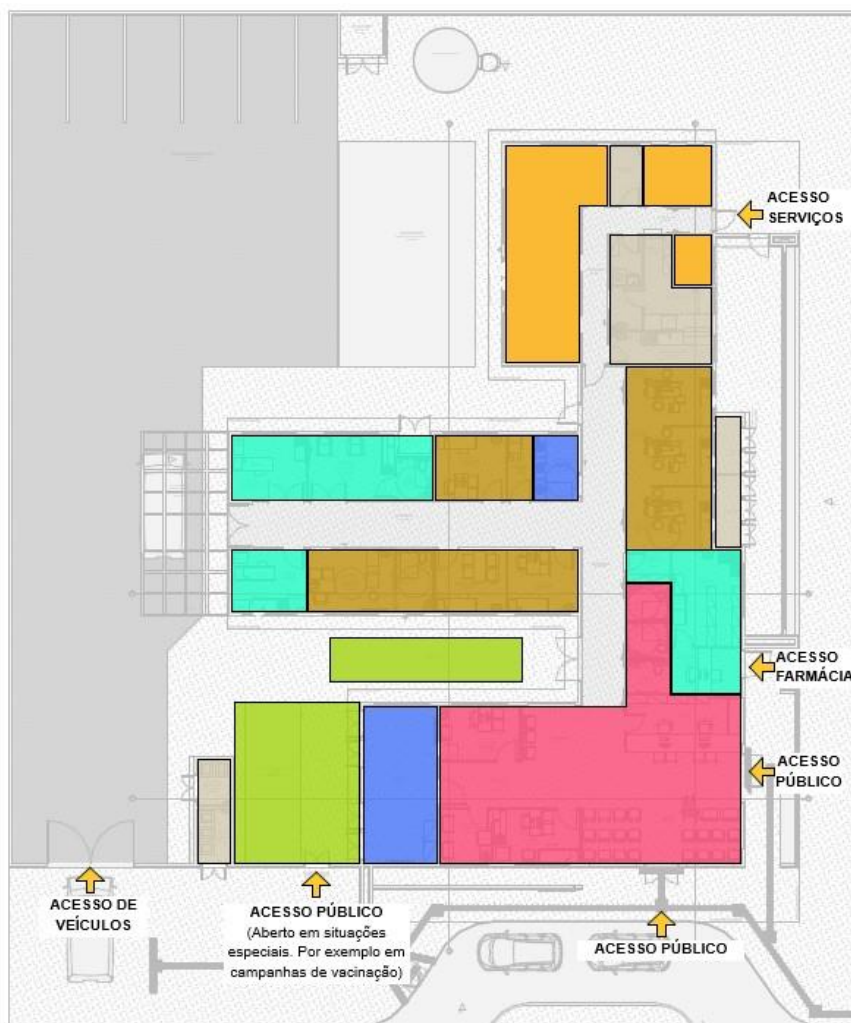 ACESSO
SERVIÇOS
ACESSO
FARMÁCIA
ACESSO
PÚBLICO
ACESSO DE
VEÍCULOS
ACESSO PÚBLICO
(Aberto em situações
especiais. Por exemplo em
campanhas de vacinação)
ACESSO PÚBLICO